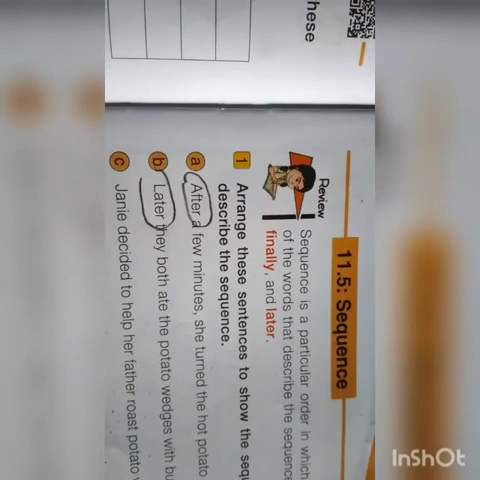 hese
11.5: Sequence
Review
Sequence is a particular order in which
of the words that describe the sequence
finally, and later.
1 Arrange these sentences to show the sequ
describe the sequence.
a After a few minutes, she turned the hot potato
b Later they both ate the potato wedges with bu
c Janie decided to help her father roast potato
InShOt